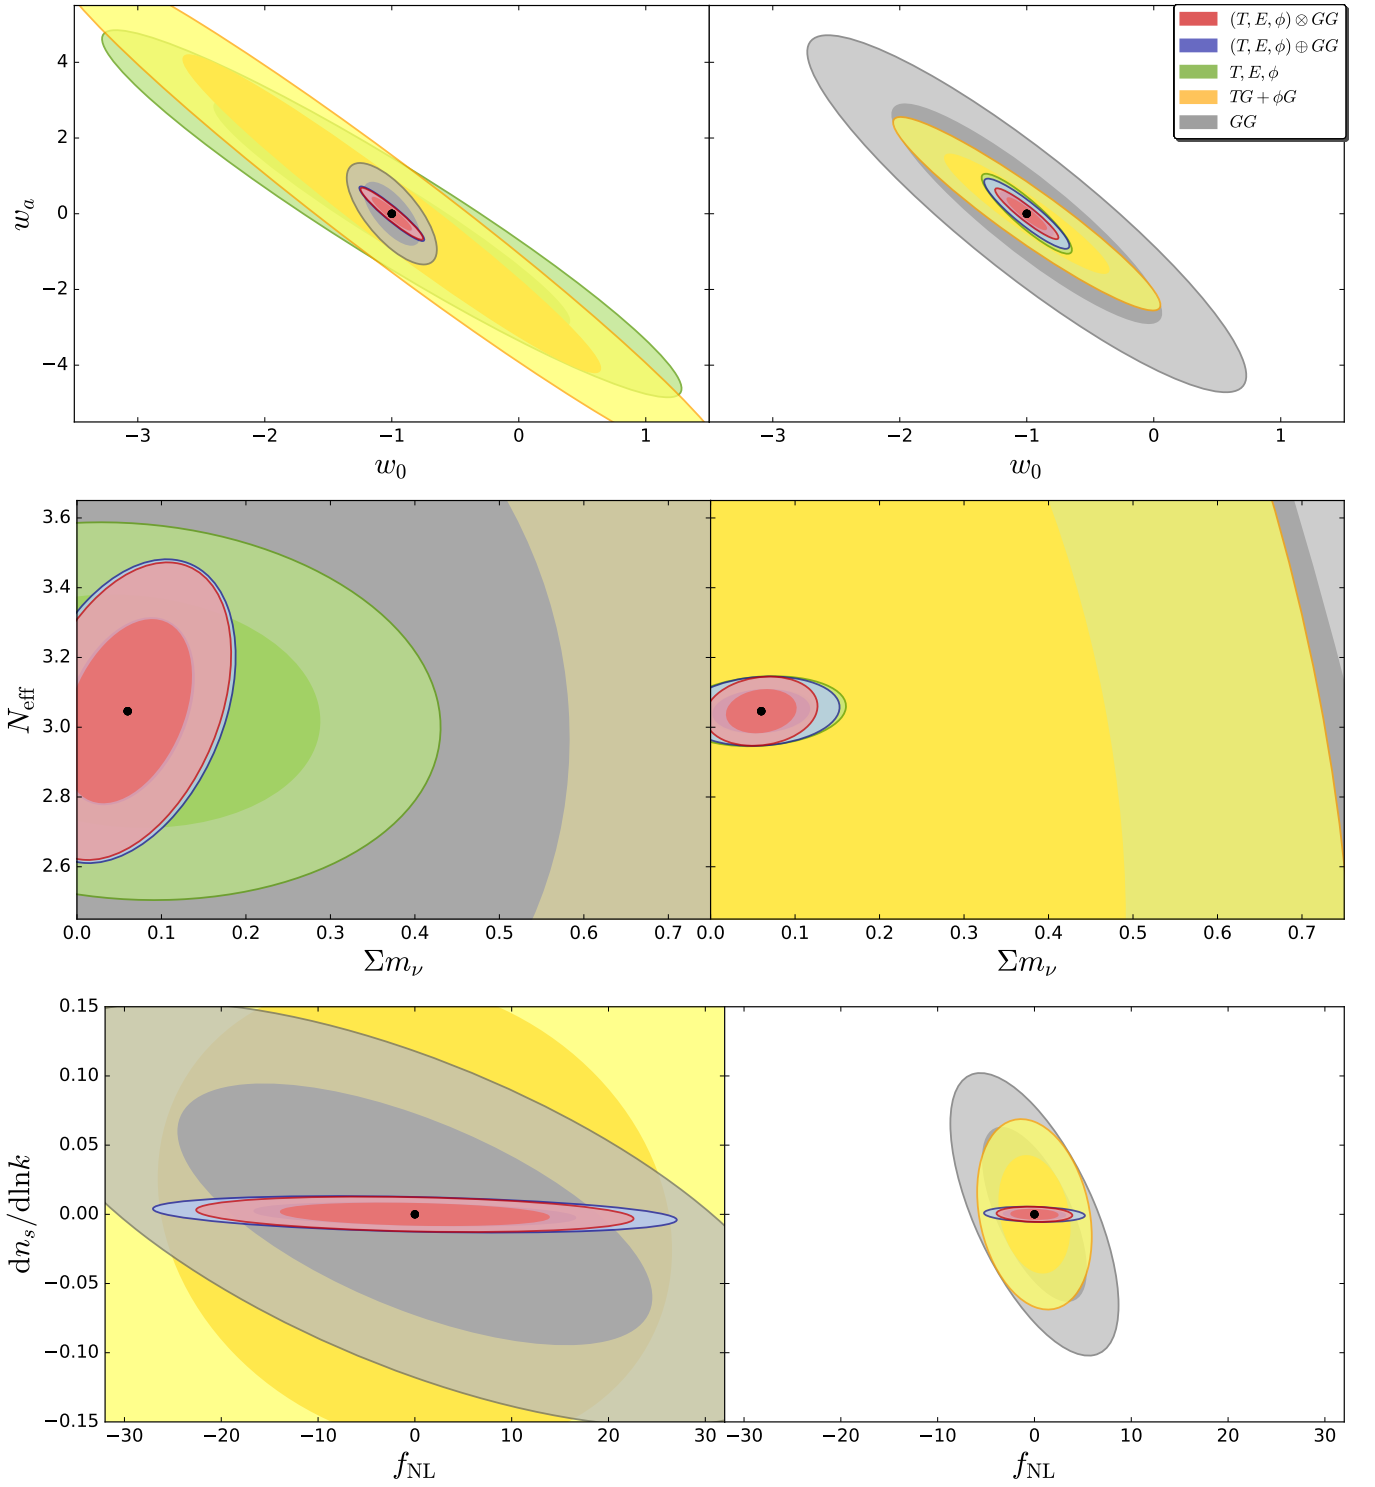 (T, E, φ) ⊗ GG
(T, E, φ) ⊕ GG
T, E, φ
TG + φG
GG
4
2
0
−2
−4
w_a
−3 −2 −1 0 1 −3 −2 −1 0 1
w_0 w_0
3.6
3.4
3.2
3.0
2.8
2.6
N_eff
0.0 0.1 0.2 0.3 0.4 0.5 0.6 0.7 0.0 0.1 0.2 0.3 0.4 0.5 0.6 0.7
Σm_ν Σm_ν
0.15
0.10
0.05
0.00
−0.05
−0.10
−0.15
dn_s/dlnk
−30 −20 −10 0 10 20 30 −30 −20 −10 0 10 20 30
f_NL f_NL